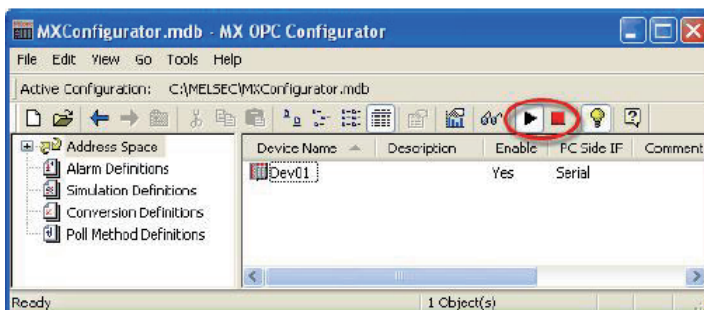 MXConfigurator.mdb - MX OPC Configurator
File Edit View Go Tools Help
Active Configuration: C:\MELSEC\MXConfigurator.mdb
Address Space
Alarm Definitions
Simulation Definitions
Conversion Definitions
Poll Method Definitions
Device Name Description Enable PC Side IF Comment
Dev01 Yes Serial
Ready 1 Object(s)